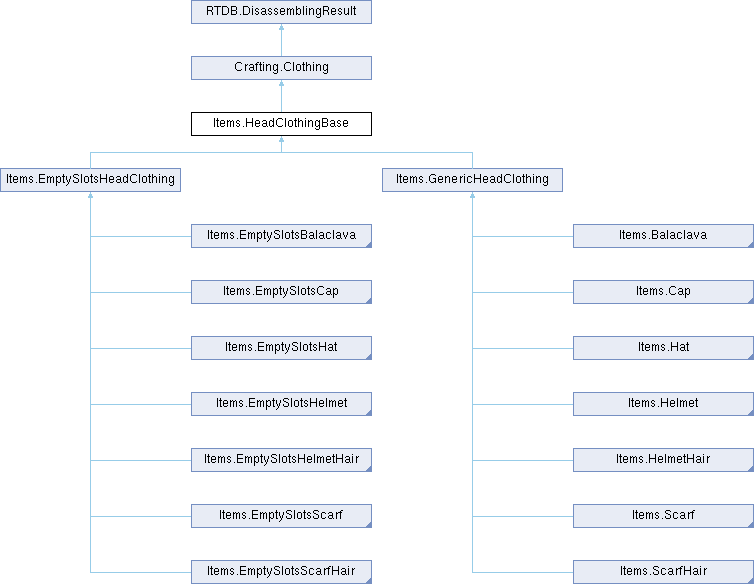 RTDB.DisassemblingResult
Crafting.Clothing
Items.HeadClothingBase
Items.EmptySlotsHeadClothing
Items.GenericHeadClothing
Items.EmptySlotsBalaclava
Items.Balaclava
Items.EmptySlotsCap
Items.Cap
Items.EmptySlotsHat
Items.Hat
Items.EmptySlotsHelmet
Items.Helmet
Items.EmptySlotsHelmetHair
Items.HelmetHair
Items.EmptySlotsScarf
Items.Scarf
Items.EmptySlotsScarfHair
Items.ScarfHair